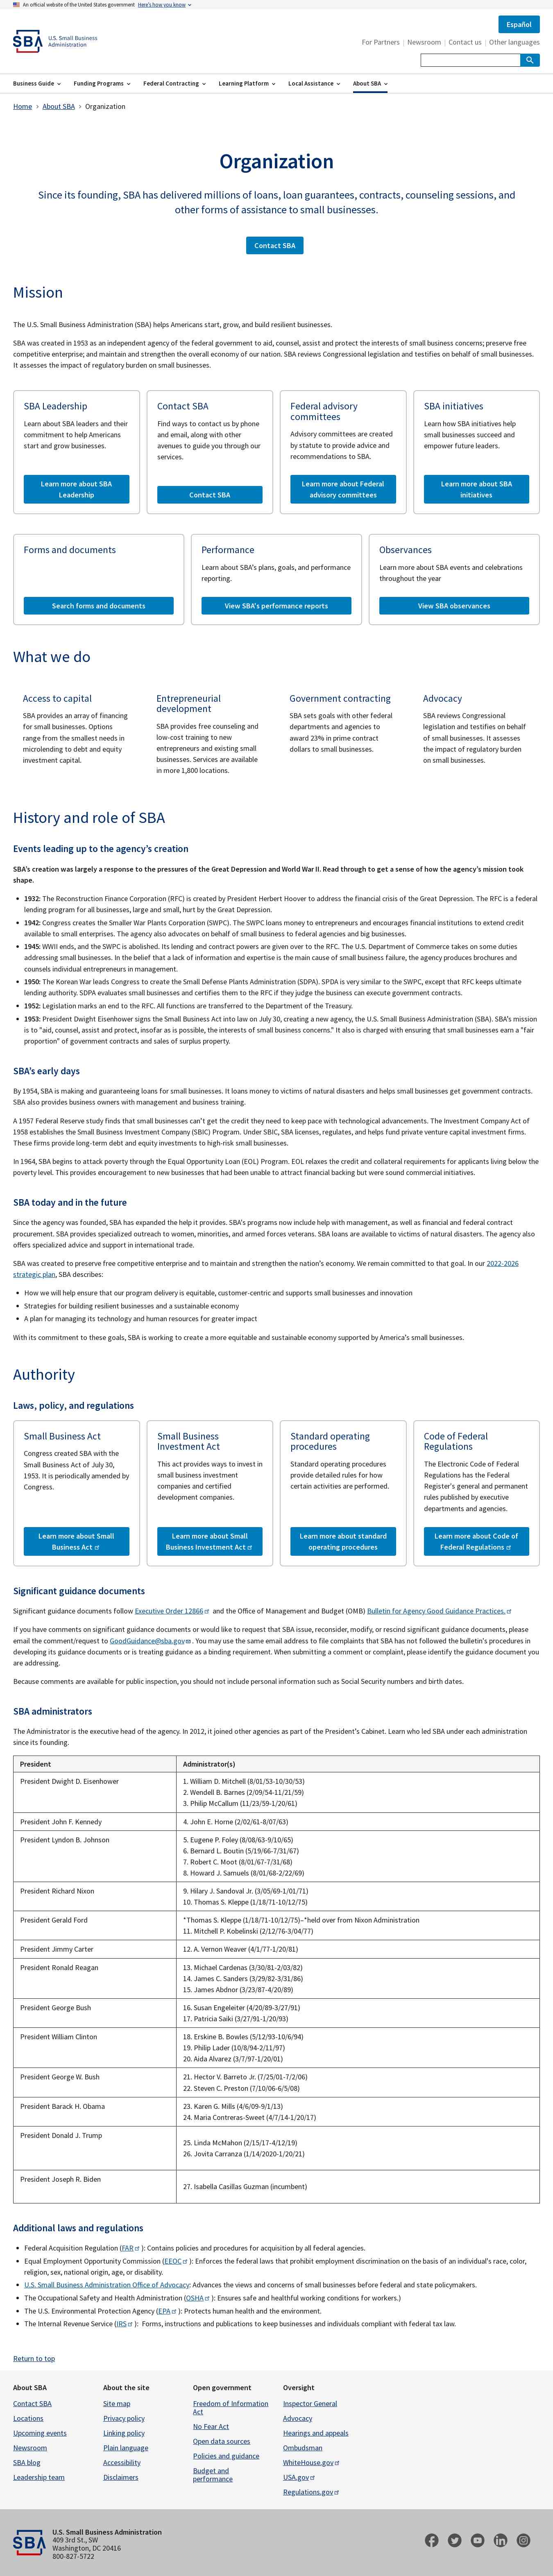 An official website of the United States government Here's how you know
Español
SBA U.S. Small Business
Administration
For Partners | Newsroom | Contact us | Other languages
Business Guide Funding Programs Federal Contracting Learning Platform Local Assistance About SBA
Home > About SBA > Organization
Organization
Since its founding, SBA has delivered millions of loans, loan guarantees, contracts, counseling sessions, and
other forms of assistance to small businesses.
Contact SBA
Mission
The U.S. Small Business Administration (SBA) helps Americans start, grow, and build resilient businesses.
SBA was created in 1953 as an independent agency of the federal government to aid, counsel, assist and protect the interests of small business concerns; preserve free
competitive enterprise; and maintain and strengthen the overall economy of our nation. SBA reviews Congressional legislation and testifies on behalf of small businesses.
It assesses the impact of regulatory burden on small businesses.
SBA Leadership
Learn about SBA leaders and their
commitment to help Americans
start and grow businesses.
Learn more about SBA
Leadership
Contact SBA
Find ways to contact us by phone
and email, along with other
avenues to guide you through our
services.
Contact SBA
Federal advisory
committees
Advisory committees are created
by statute to provide advice and
recommendations to SBA.
Learn more about Federal
advisory committees
SBA initiatives
Learn how SBA initiatives help
small businesses succeed and
empower future leaders.
Learn more about SBA
initiatives
Forms and documents
Search forms and documents
Performance
Learn about SBA's plans, goals, and performance
reporting.
View SBA's performance reports
Observances
Learn more about SBA events and celebrations
throughout the year
View SBA observances
What we do
Access to capital
SBA provides an array of financing
for small businesses. Options
range from the smallest needs in
microlending to debt and equity
investment capital.
Entrepreneurial
development
SBA provides free counseling and
low-cost training to new
entrepreneurs and existing small
businesses. Services are available
in more 1,800 locations.
Government contracting
SBA sets goals with other federal
departments and agencies to
award 23% in prime contract
dollars to small businesses.
Advocacy
SBA reviews Congressional
legislation and testifies on behalf
of small businesses. It assesses
the impact of regulatory burden
on small businesses.
History and role of SBA
Events leading up to the agency's creation
SBA's creation was largely a response to the pressures of the Great Depression and World War II. Read through to get a sense of how the agency's mission took
shape.
• 1932: The Reconstruction Finance Corporation (RFC) is created by President Herbert Hoover to address the financial crisis of the Great Depression. The RFC is a federal
lending program for all businesses, large and small, hurt by the Great Depression.
• 1942: Congress creates the Smaller War Plants Corporation (SWPC). The SWPC loans money to entrepreneurs and encourages financial institutions to extend credit
available to small enterprises. The agency also advocates on behalf of small business to federal agencies and big businesses.
• 1945: WWII ends, and the SWPC is abolished. Its lending and contract powers are given over to the RFC. The U.S. Department of Commerce takes on some duties
addressing small businesses. In the belief that a lack of information and expertise is the main cause of small business failure, the agency produces brochures and
counsels individual entrepreneurs in management.
• 1950: The Korean War leads Congress to create the Small Defense Plants Administration (SDPA). SPDA is very similar to the SWPC, except that RFC keeps ultimate
lending authority. SDPA evaluated small businesses and certifies them to the RFC if they judge the business can execute government contracts.
• 1952: Legislation marks an end to the RFC. All functions are transferred to the Department of the Treasury.
• 1953: President Dwight Eisenhower signs the Small Business Act into law on July 30, creating a new agency, the U.S. Small Business Administration (SBA). SBA's mission
is to "aid, counsel, assist and protect, insofar as is possible, the interests of small business concerns." It also is charged with ensuring that small businesses earn a "fair
proportion" of government contracts and sales of surplus property.
SBA's early days
By 1954, SBA is making and guaranteeing loans for small businesses. It loans money to victims of natural disasters and helps small businesses get government contracts.
SBA also provides business owners with management and business training.
A 1957 Federal Reserve study finds that small businesses can't get the credit they need to keep pace with technological advancements. The Investment Company Act of
1958 establishes the Small Business Investment Company (SBIC) Program. Under SBIC, SBA licenses, regulates, and helps fund private venture capital investment firms.
These firms provide long-term debt and equity investments to high-risk small businesses.
In 1964, SBA begins to attack poverty through the Equal Opportunity Loan (EOL) Program. EOL relaxes the credit and collateral requirements for applicants living below the
poverty level. This provides encouragement to new businesses that had been unable to attract financial backing but were sound commercial initiatives.
SBA today and in the future
Since the agency was founded, SBA has expanded the help it provides. SBA's programs now include help with management, as well as financial and federal contract
procurement. SBA provides specialized outreach to women, minorities, and armed forces veterans. SBA loans are available to victims of natural disasters. The agency also
offers specialized advice and support in international trade.
SBA was created to preserve free competitive enterprise and to maintain and strengthen the nation's economy. We remain committed to that goal. In our 2022-2026
strategic plan, SBA describes:
• How we will help ensure that our program delivery is equitable, customer-centric and supports small businesses and innovation
• Strategies for building resilient businesses and a sustainable economy
• A plan for managing its technology and human resources for greater impact
With its commitment to these goals, SBA is working to create a more equitable and sustainable economy supported by America's small businesses.
Authority
Laws, policy, and regulations
Small Business Act
Congress created SBA with the
Small Business Act of July 30,
1953. It is periodically amended by
Congress.
Learn more about Small
Business Act
Small Business
Investment Act
This act provides ways to invest in
small business investment
companies and certified
development companies.
Learn more about Small
Business Investment Act
Standard operating
procedures
Standard operating procedures
provide detailed rules for how
certain activities are performed.
Learn more about standard
operating procedures
Code of Federal
Regulations
The Electronic Code of Federal
Regulations has the Federal
Register's general and permanent
rules published by executive
departments and agencies.
Learn more about Code of
Federal Regulations
Significant guidance documents
Significant guidance documents follow Executive Order 12866 and the Office of Management and Budget (OMB) Bulletin for Agency Good Guidance Practices.
If you have comments on significant guidance documents or would like to request that SBA issue, reconsider, modify, or rescind significant guidance documents, please
email the comment/request to GoodGuidance@sba.gov. You may use the same email address to file complaints that SBA has not followed the bulletin's procedures in
developing its guidance documents or is treating guidance as a binding requirement. When submitting a comment or complaint, please identify the guidance document you
are addressing.
Because comments are available for public inspection, you should not include personal information such as Social Security numbers and birth dates.
SBA administrators
The Administrator is the executive head of the agency. In 2012, it joined other agencies as part of the President's Cabinet. Learn who led SBA under each administration
since its founding.
President Administrator(s)
President Dwight D. Eisenhower 1. William D. Mitchell (8/01/53-10/30/53)
2. Wendell B. Barnes (2/09/54-11/21/59)
3. Philip McCallum (11/23/59-1/20/61)
President John F. Kennedy 4. John E. Horne (2/02/61-8/07/63)
President Lyndon B. Johnson 5. Eugene P. Foley (8/08/63-9/10/65)
6. Bernard L. Boutin (5/19/66-7/31/67)
7. Robert C. Moot (8/01/67-7/31/68)
8. Howard J. Samuels (8/01/68-2/22/69)
President Richard Nixon 9. Hilary J. Sandoval Jr. (3/05/69-1/01/71)
10. Thomas S. Kleppe (1/18/71-10/12/75)
President Gerald Ford *Thomas S. Kleppe (1/18/71-10/12/75)–*held over from Nixon Administration
11. Mitchell P. Kobelinski (2/12/76-3/04/77)
President Jimmy Carter 12. A. Vernon Weaver (4/1/77-1/20/81)
President Ronald Reagan 13. Michael Cardenas (3/30/81-2/03/82)
14. James C. Sanders (3/29/82-3/31/86)
15. James Abdnor (3/23/87-4/20/89)
President George Bush 16. Susan Engeleiter (4/20/89-3/27/91)
17. Patricia Saiki (3/27/91-1/20/93)
President William Clinton 18. Erskine B. Bowles (5/12/93-10/6/94)
19. Philip Lader (10/8/94-2/11/97)
20. Aida Alvarez (3/7/97-1/20/01)
President George W. Bush 21. Hector V. Barreto Jr. (7/25/01-7/2/06)
22. Steven C. Preston (7/10/06-6/5/08)
President Barack H. Obama 23. Karen G. Mills (4/6/09-9/1/13)
24. Maria Contreras-Sweet (4/7/14-1/20/17)
President Donald J. Trump 25. Linda McMahon (2/15/17-4/12/19)
26. Jovita Carranza (1/14/2020-1/20/21)
President Joseph R. Biden 27. Isabella Casillas Guzman (incumbent)
Additional laws and regulations
• Federal Acquisition Regulation (FAR): Contains policies and procedures for acquisition by all federal agencies.
• Equal Employment Opportunity Commission (EEOC): Enforces the federal laws that prohibit employment discrimination on the basis of an individual's race, color,
religion, sex, national origin, age, or disability.
• U.S. Small Business Administration Office of Advocacy: Advances the views and concerns of small businesses before federal and state policymakers.
• The Occupational Safety and Health Administration (OSHA): Ensures safe and healthful working conditions for workers.)
• The U.S. Environmental Protection Agency (EPA): Protects human health and the environment.
• The Internal Revenue Service (IRS): Forms, instructions and publications to keep businesses and individuals compliant with federal tax law.
Return to top
About SBA
Contact SBA
Locations
Upcoming events
Newsroom
SBA blog
Leadership team
About the site
Site map
Privacy policy
Linking policy
Plain language
Accessibility
Disclaimers
Open government
Freedom of Information
Act
No Fear Act
Open data sources
Policies and guidance
Budget and
performance
Oversight
Inspector General
Advocacy
Hearings and appeals
Ombudsman
WhiteHouse.gov
USA.gov
Regulations.gov
SBA
U.S. Small Business Administration
409 3rd St., SW
Washington, DC 20416
800-827-5722